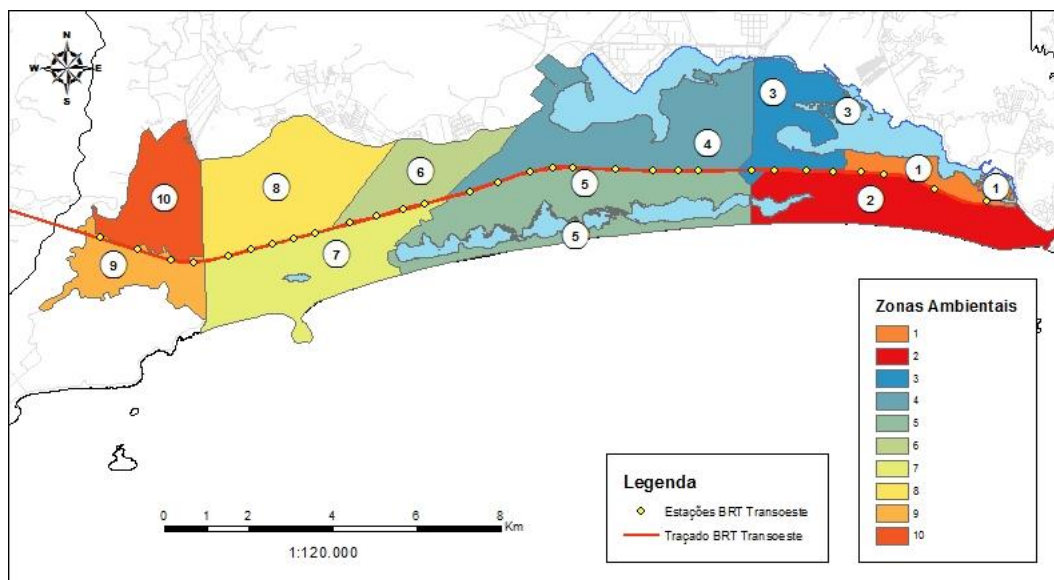 N
W E
S
3
3
10
8
6
4
1
1
5
2
9
7
5
Zonas Ambientais
1
2
3
4
5
6
7
8
9
10
Legenda
Estações BRT Transoeste
Traçado BRT Transoeste
0 1 2 4 6 8
Km
1:120.000